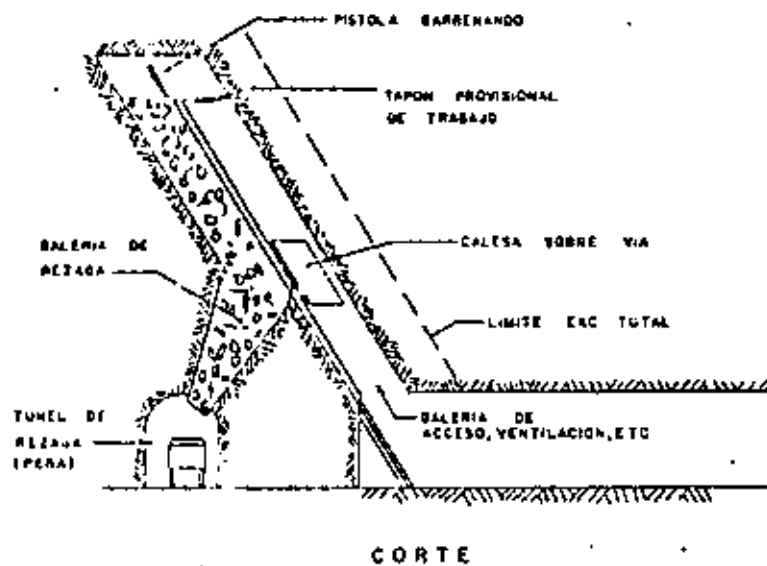 PISTOLA BARRENANDO
TAPON PROVISIONAL
DE TRABAJO
GALERIA DE
REZAGA
CALESA SOBRE VIA
LIMITE EXC TOTAL
TUNEL DE
REZAGA
(PERA)
GALERIA DE
ACCESO, VENTILACION, ETC
CORTE